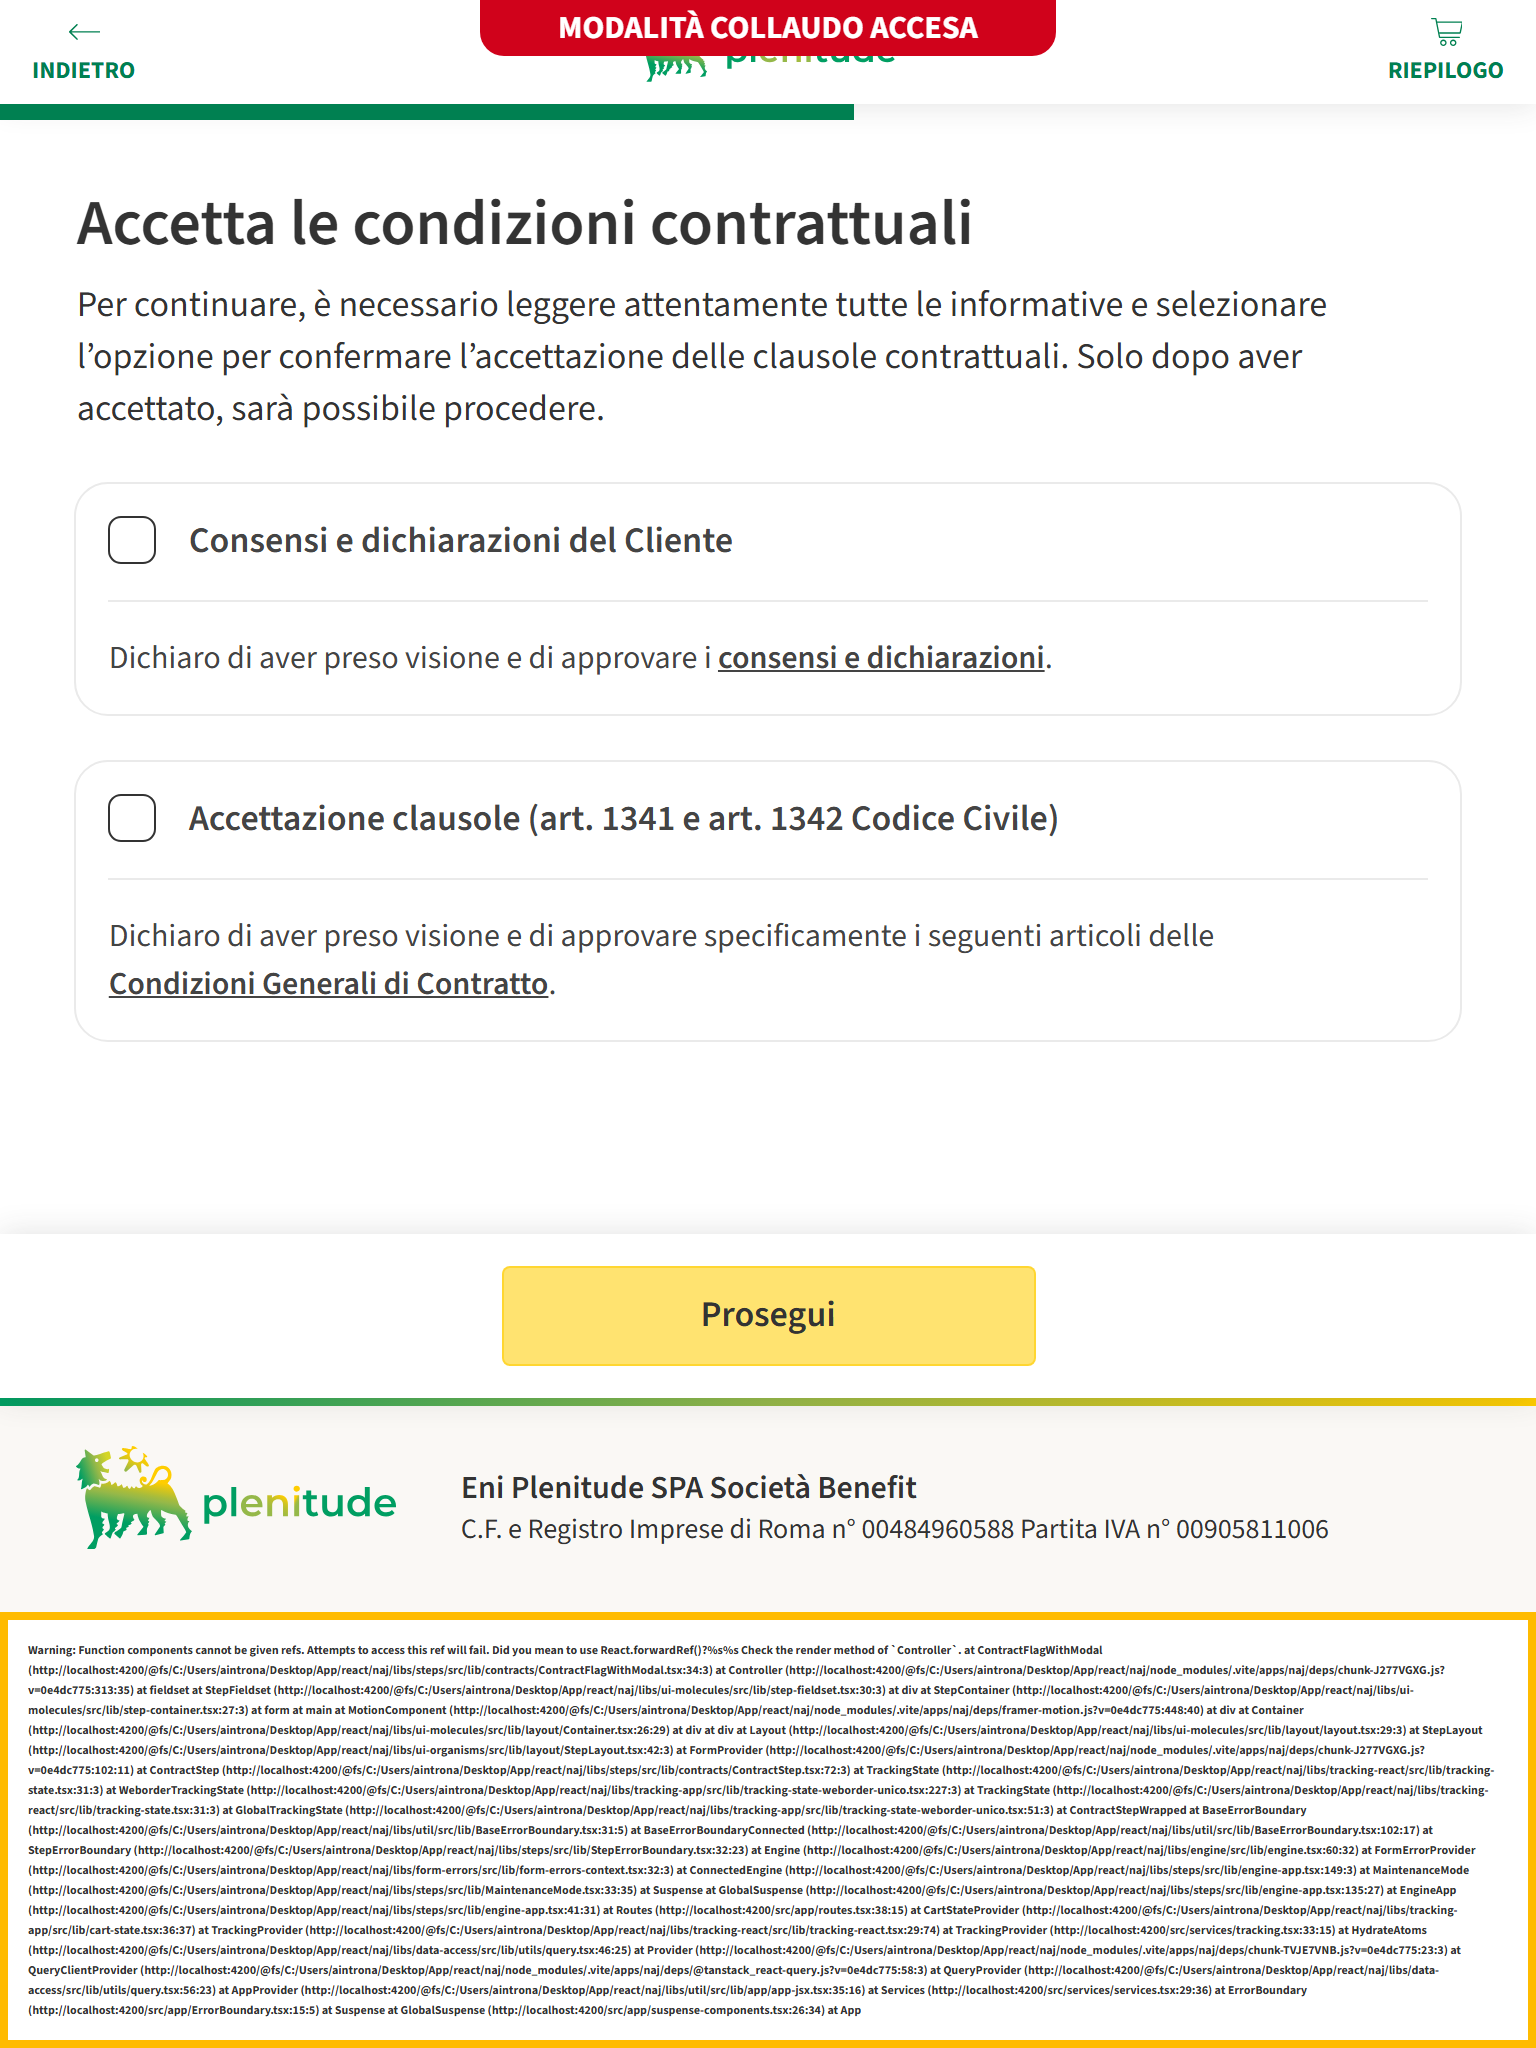 MODALITÀ COLLAUDO ACCESA
INDIETRO
plenitude
RIEPILOGO
Accetta le condizioni contrattuali
Per continuare, è necessario leggere attentamente tutte le informative e selezionare
l’opzione per confermare l’accettazione delle clausole contrattuali. Solo dopo aver
accettato, sarà possibile procedere.
Consensi e dichiarazioni del Cliente
Dichiaro di aver preso visione e di approvare i consensi e dichiarazioni.
Accettazione clausole (art. 1341 e art. 1342 Codice Civile)
Dichiaro di aver preso visione e di approvare specificamente i seguenti articoli delle
Condizioni Generali di Contratto.
Prosegui
plenitude
Eni Plenitude SPA Società Benefit
C.F. e Registro Imprese di Roma n° 00484960588 Partita IVA n° 00905811006
Warning: Function components cannot be given refs. Attempts to access this ref will fail. Did you mean to use React.forwardRef()?%s%s Check the render method of `Controller`. at ContractFlagWithModal
(http://localhost:4200/@fs/C:/Users/aintrona/Desktop/App/react/naj/libs/steps/src/lib/contracts/ContractFlagWithModal.tsx:34:3) at Controller (http://localhost:4200/@fs/C:/Users/aintrona/Desktop/App/react/naj/node_modules/.vite/apps/naj/deps/chunk-J277VGXG.js?
v=0e4dc775:313:35) at fieldset at StepFieldset (http://localhost:4200/@fs/C:/Users/aintrona/Desktop/App/react/naj/libs/ui-molecules/src/lib/step-fieldset.tsx:30:3) at div at StepContainer (http://localhost:4200/@fs/C:/Users/aintrona/Desktop/App/react/naj/libs/ui-
molecules/src/lib/step-container.tsx:27:3) at form at main at MotionComponent (http://localhost:4200/@fs/C:/Users/aintrona/Desktop/App/react/naj/node_modules/.vite/apps/naj/deps/framer-motion.js?v=0e4dc775:448:40) at div at Container
(http://localhost:4200/@fs/C:/Users/aintrona/Desktop/App/react/naj/libs/ui-molecules/src/lib/layout/Container.tsx:26:29) at div at div at Layout (http://localhost:4200/@fs/C:/Users/aintrona/Desktop/App/react/naj/libs/ui-molecules/src/lib/layout/layout.tsx:29:3) at StepLayout
(http://localhost:4200/@fs/C:/Users/aintrona/Desktop/App/react/naj/libs/ui-organisms/src/lib/layout/StepLayout.tsx:42:3) at FormProvider (http://localhost:4200/@fs/C:/Users/aintrona/Desktop/App/react/naj/node_modules/.vite/apps/naj/deps/chunk-J277VGXG.js?
v=0e4dc775:102:11) at ContractStep (http://localhost:4200/@fs/C:/Users/aintrona/Desktop/App/react/naj/libs/steps/src/lib/contracts/ContractStep.tsx:72:3) at TrackingState (http://localhost:4200/@fs/C:/Users/aintrona/Desktop/App/react/naj/libs/tracking-react/src/lib/tracking-
state.tsx:31:3) at WeborderTrackingState (http://localhost:4200/@fs/C:/Users/aintrona/Desktop/App/react/naj/libs/tracking-app/src/lib/tracking-state-weborder-unico.tsx:227:3) at TrackingState (http://localhost:4200/@fs/C:/Users/aintrona/Desktop/App/react/naj/libs/tracking-
react/src/lib/tracking-state.tsx:31:3) at GlobalTrackingState (http://localhost:4200/@fs/C:/Users/aintrona/Desktop/App/react/naj/libs/tracking-app/src/lib/tracking-state-weborder-unico.tsx:51:3) at ContractStepWrapped at BaseErrorBoundary
(http://localhost:4200/@fs/C:/Users/aintrona/Desktop/App/react/naj/libs/util/src/lib/BaseErrorBoundary.tsx:31:5) at BaseErrorBoundaryConnected (http://localhost:4200/@fs/C:/Users/aintrona/Desktop/App/react/naj/libs/util/src/lib/BaseErrorBoundary.tsx:102:17) at
StepErrorBoundary (http://localhost:4200/@fs/C:/Users/aintrona/Desktop/App/react/naj/libs/steps/src/lib/StepErrorBoundary.tsx:32:23) at Engine (http://localhost:4200/@fs/C:/Users/aintrona/Desktop/App/react/naj/libs/engine/src/lib/engine.tsx:60:32) at FormErrorProvider
(http://localhost:4200/@fs/C:/Users/aintrona/Desktop/App/react/naj/libs/form-errors/src/lib/form-errors-context.tsx:32:3) at ConnectedEngine (http://localhost:4200/@fs/C:/Users/aintrona/Desktop/App/react/naj/libs/steps/src/lib/engine-app.tsx:149:3) at MaintenanceMode
(http://localhost:4200/@fs/C:/Users/aintrona/Desktop/App/react/naj/libs/steps/src/lib/MaintenanceMode.tsx:33:35) at Suspense at GlobalSuspense (http://localhost:4200/@fs/C:/Users/aintrona/Desktop/App/react/naj/libs/steps/src/lib/engine-app.tsx:135:27) at EngineApp
(http://localhost:4200/@fs/C:/Users/aintrona/Desktop/App/react/naj/libs/steps/src/lib/engine-app.tsx:41:31) at Routes (http://localhost:4200/src/app/routes.tsx:38:15) at CartStateProvider (http://localhost:4200/@fs/C:/Users/aintrona/Desktop/App/react/naj/libs/tracking-
app/src/lib/cart-state.tsx:36:37) at TrackingProvider (http://localhost:4200/@fs/C:/Users/aintrona/Desktop/App/react/naj/libs/tracking-react/src/lib/tracking-react.tsx:29:74) at TrackingProvider (http://localhost:4200/src/services/tracking.tsx:33:15) at HydrateAtoms
(http://localhost:4200/@fs/C:/Users/aintrona/Desktop/App/react/naj/libs/data-access/src/lib/utils/query.tsx:46:25) at Provider (http://localhost:4200/@fs/C:/Users/aintrona/Desktop/App/react/naj/node_modules/.vite/apps/naj/deps/chunk-TVJE7VNB.js?v=0e4dc775:23:3) at
QueryClientProvider (http://localhost:4200/@fs/C:/Users/aintrona/Desktop/App/react/naj/node_modules/.vite/apps/naj/deps/@tanstack_react-query.js?v=0e4dc775:58:3) at QueryProvider (http://localhost:4200/@fs/C:/Users/aintrona/Desktop/App/react/naj/libs/data-
access/src/lib/utils/query.tsx:56:23) at AppProvider (http://localhost:4200/@fs/C:/Users/aintrona/Desktop/App/react/naj/libs/util/src/lib/app/app-jsx.tsx:35:16) at Services (http://localhost:4200/src/services/services.tsx:29:36) at ErrorBoundary
(http://localhost:4200/src/app/ErrorBoundary.tsx:15:5) at Suspense at GlobalSuspense (http://localhost:4200/src/app/suspense-components.tsx:26:34) at App